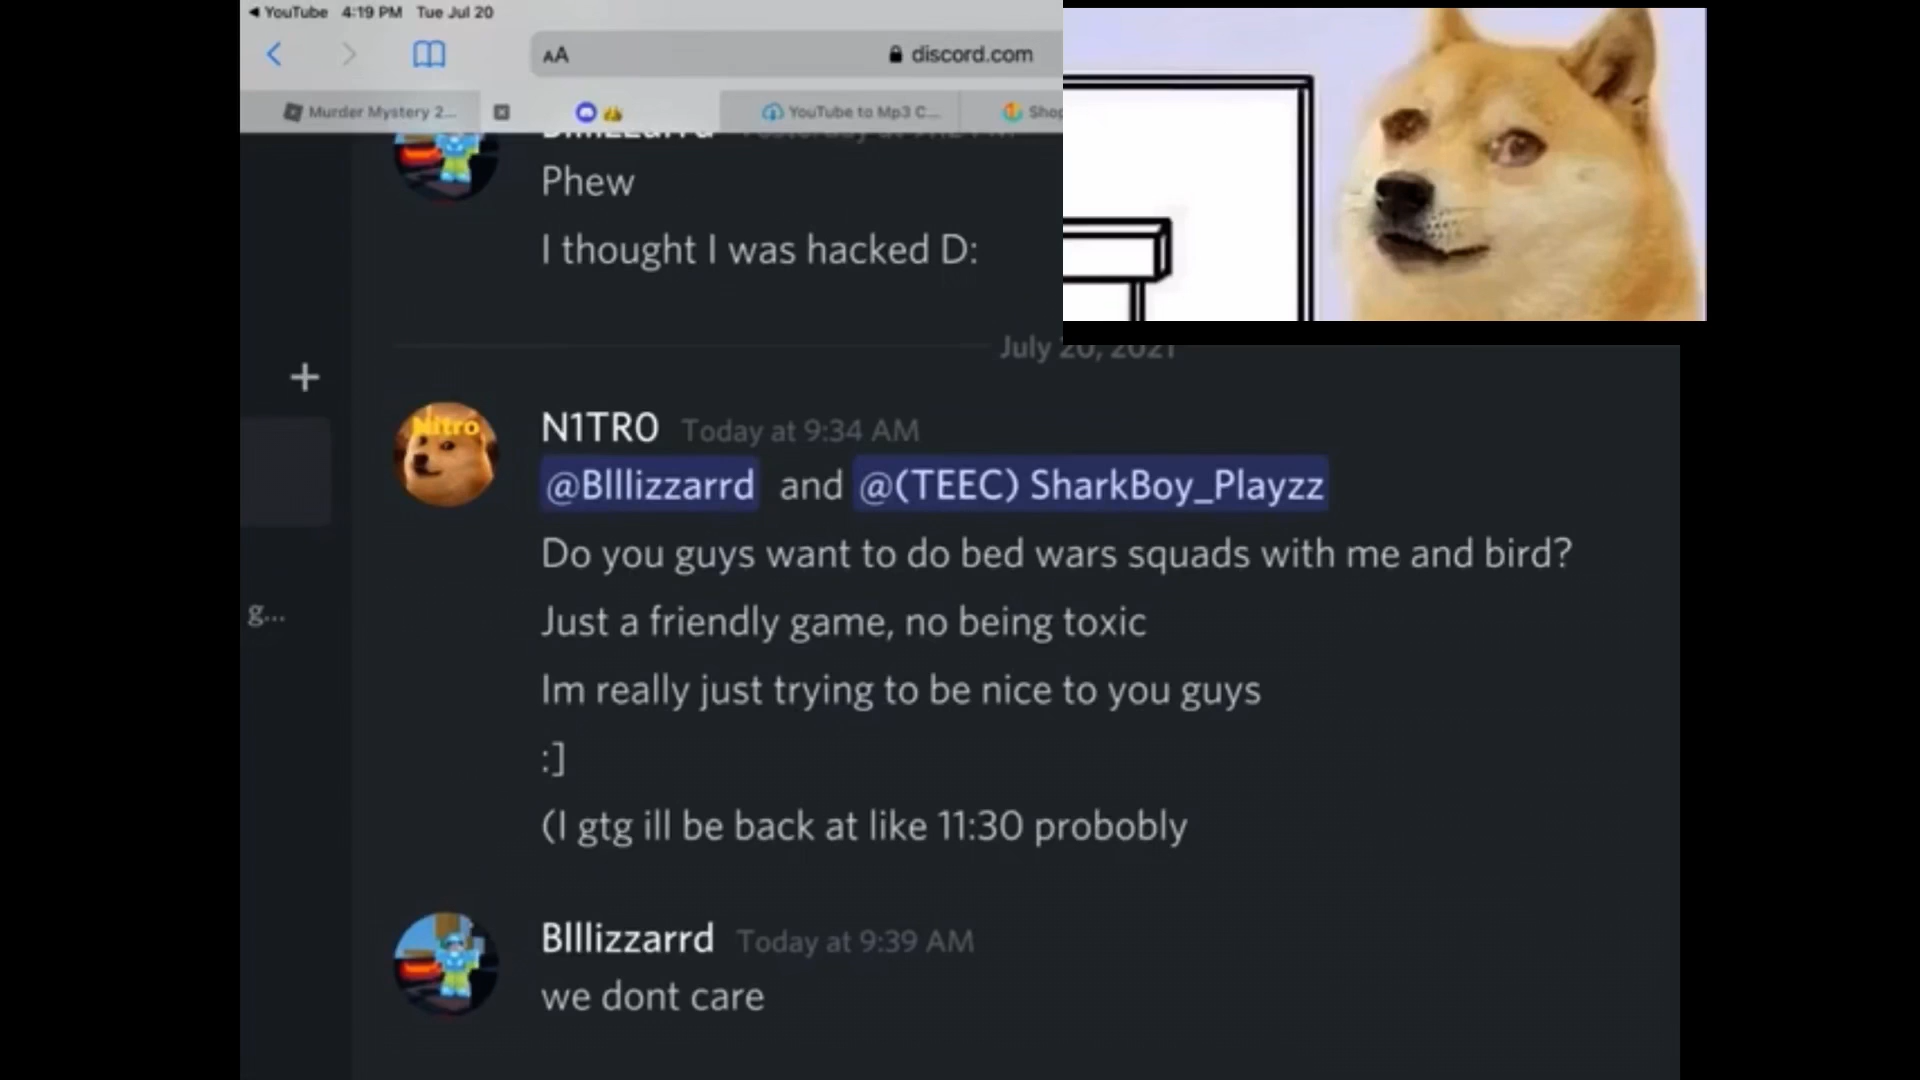 YouTube 4:19 PM Tue Jul 20
AA discord.com
Murder Mystery 2... YouTube to Mp3 C...
Phew
I thought I was hacked D:
July 20, 2021
Nitro
N1TR0 Today at 9:34 AM
@Blllizzarrd and @(TEEC) SharkBoy_Playzz
Do you guys want to do bed wars squads with me and bird?
Just a friendly game, no being toxic
g...
Im really just trying to be nice to you guys
:]
(I gtg ill be back at like 11:30 probobly
Blllizzarrd Today at 9:39 AM
we dont care